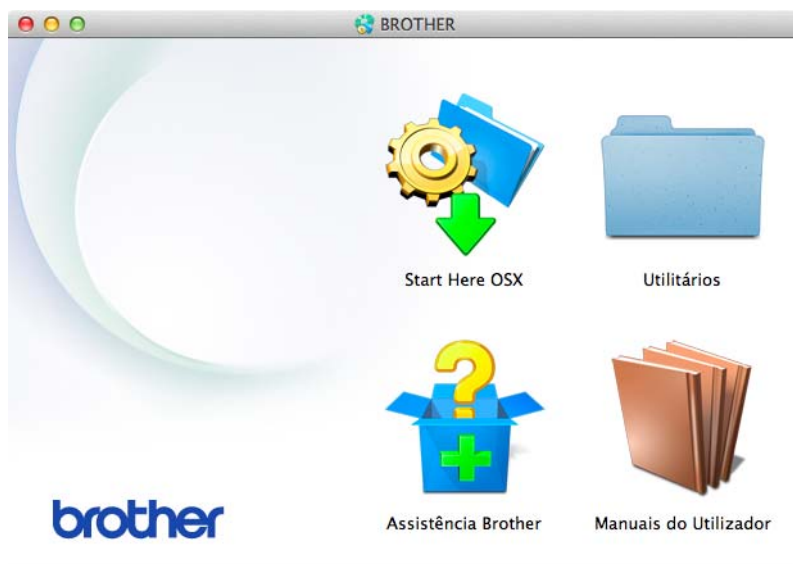 BROTHER
Start Here OSX
Utilitários
Assistência Brother
Manuais do Utilizador
brother